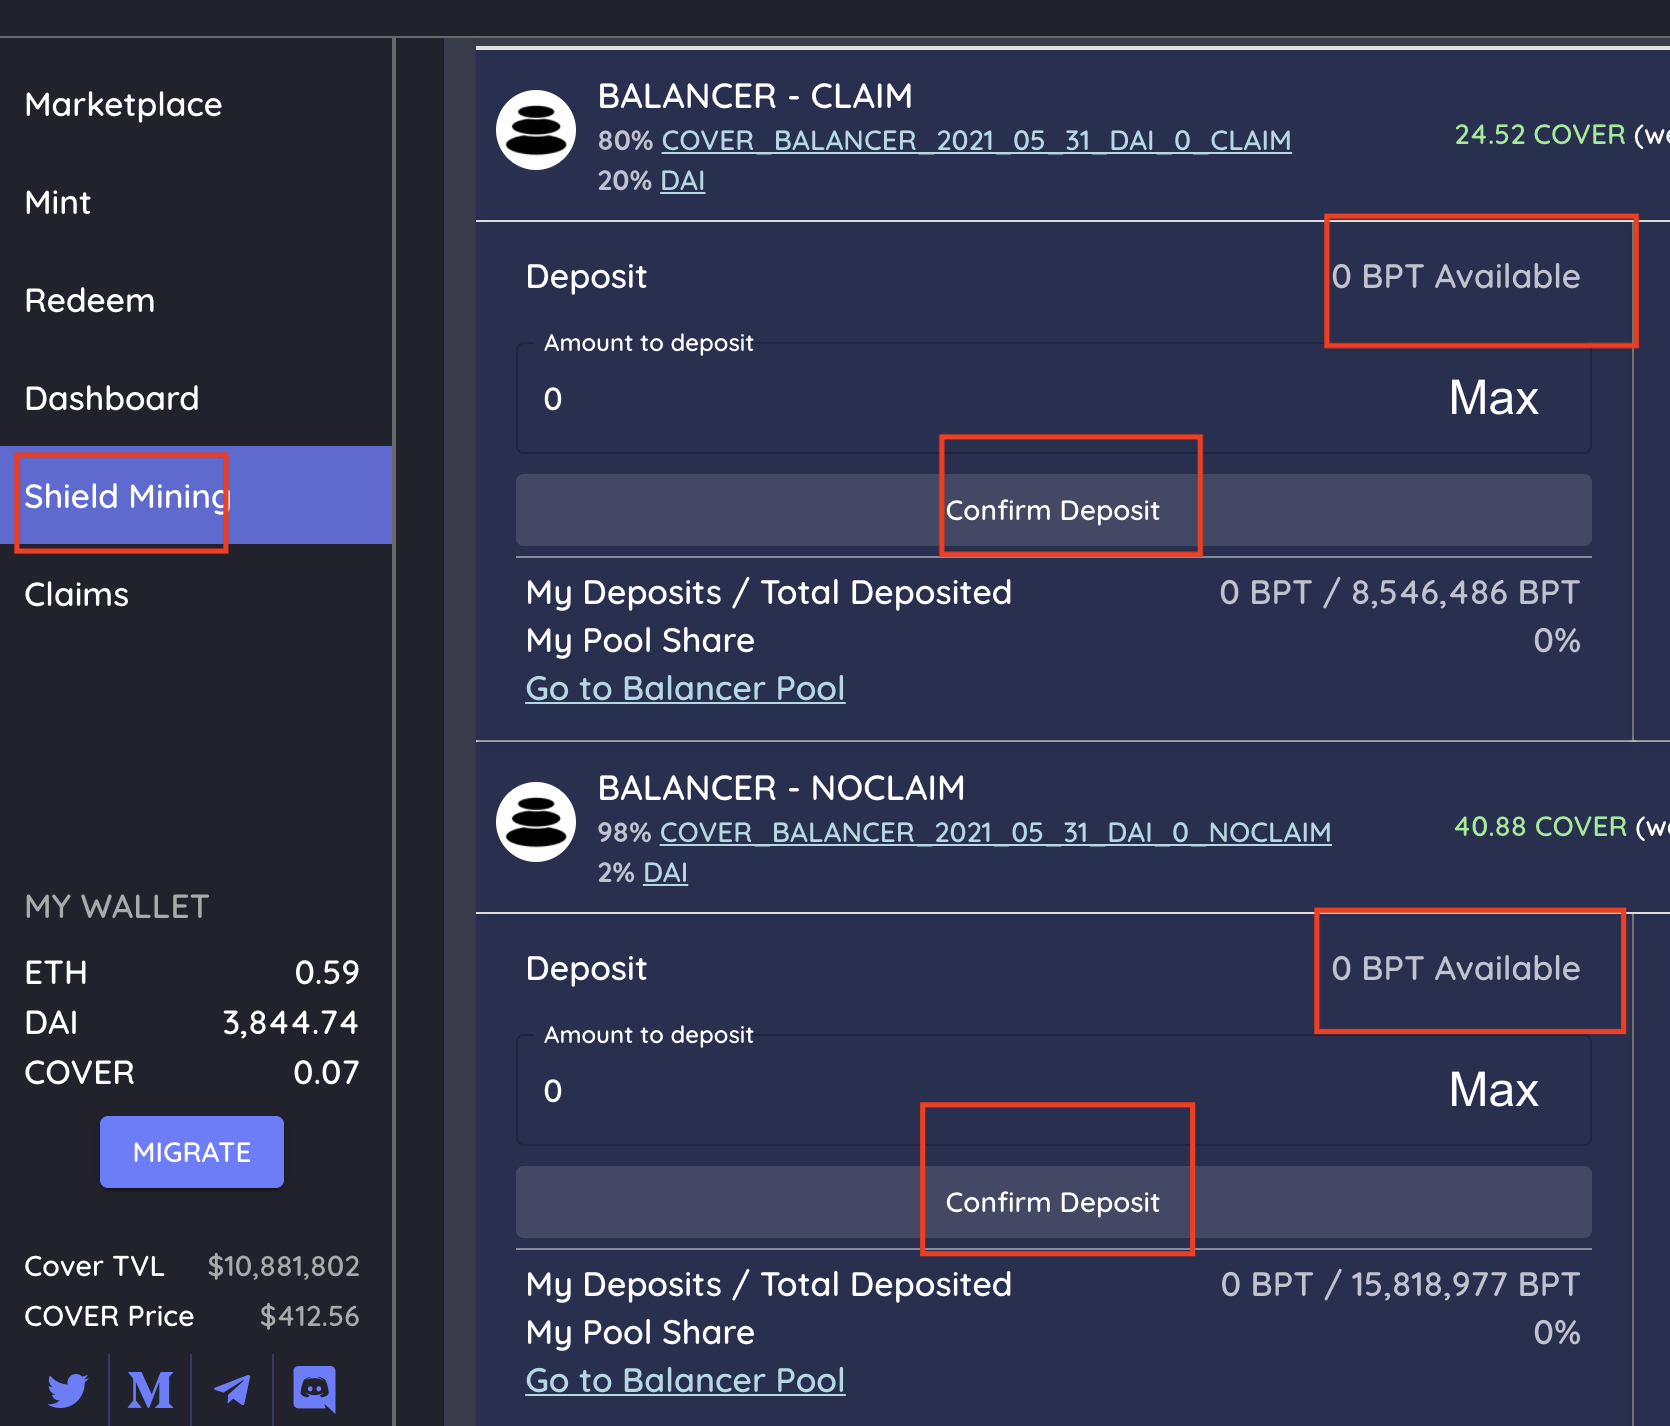 Marketplace
Mint
Redeem
Dashboard
Shield Mining
Claims
MY WALLET
ETH 0.59
DAI 3,844.74
COVER 0.07
MIGRATE
Cover TVL $10,881,802
COVER Price $412.56
BALANCER - CLAIM
80% COVER_BALANCER_2021_05_31_DAI_0_CLAIM
20% DAI
24.52 COVER (we
Deposit 0 BPT Available
Amount to deposit
0 Max
Confirm Deposit
My Deposits / Total Deposited 0 BPT / 8,546,486 BPT
My Pool Share 0%
Go to Balancer Pool
BALANCER - NOCLAIM
98% COVER_BALANCER_2021_05_31_DAI_0_NOCLAIM
2% DAI
40.88 COVER (we
Deposit 0 BPT Available
Amount to deposit
0 Max
Confirm Deposit
My Deposits / Total Deposited 0 BPT / 15,818,977 BPT
My Pool Share 0%
Go to Balancer Pool